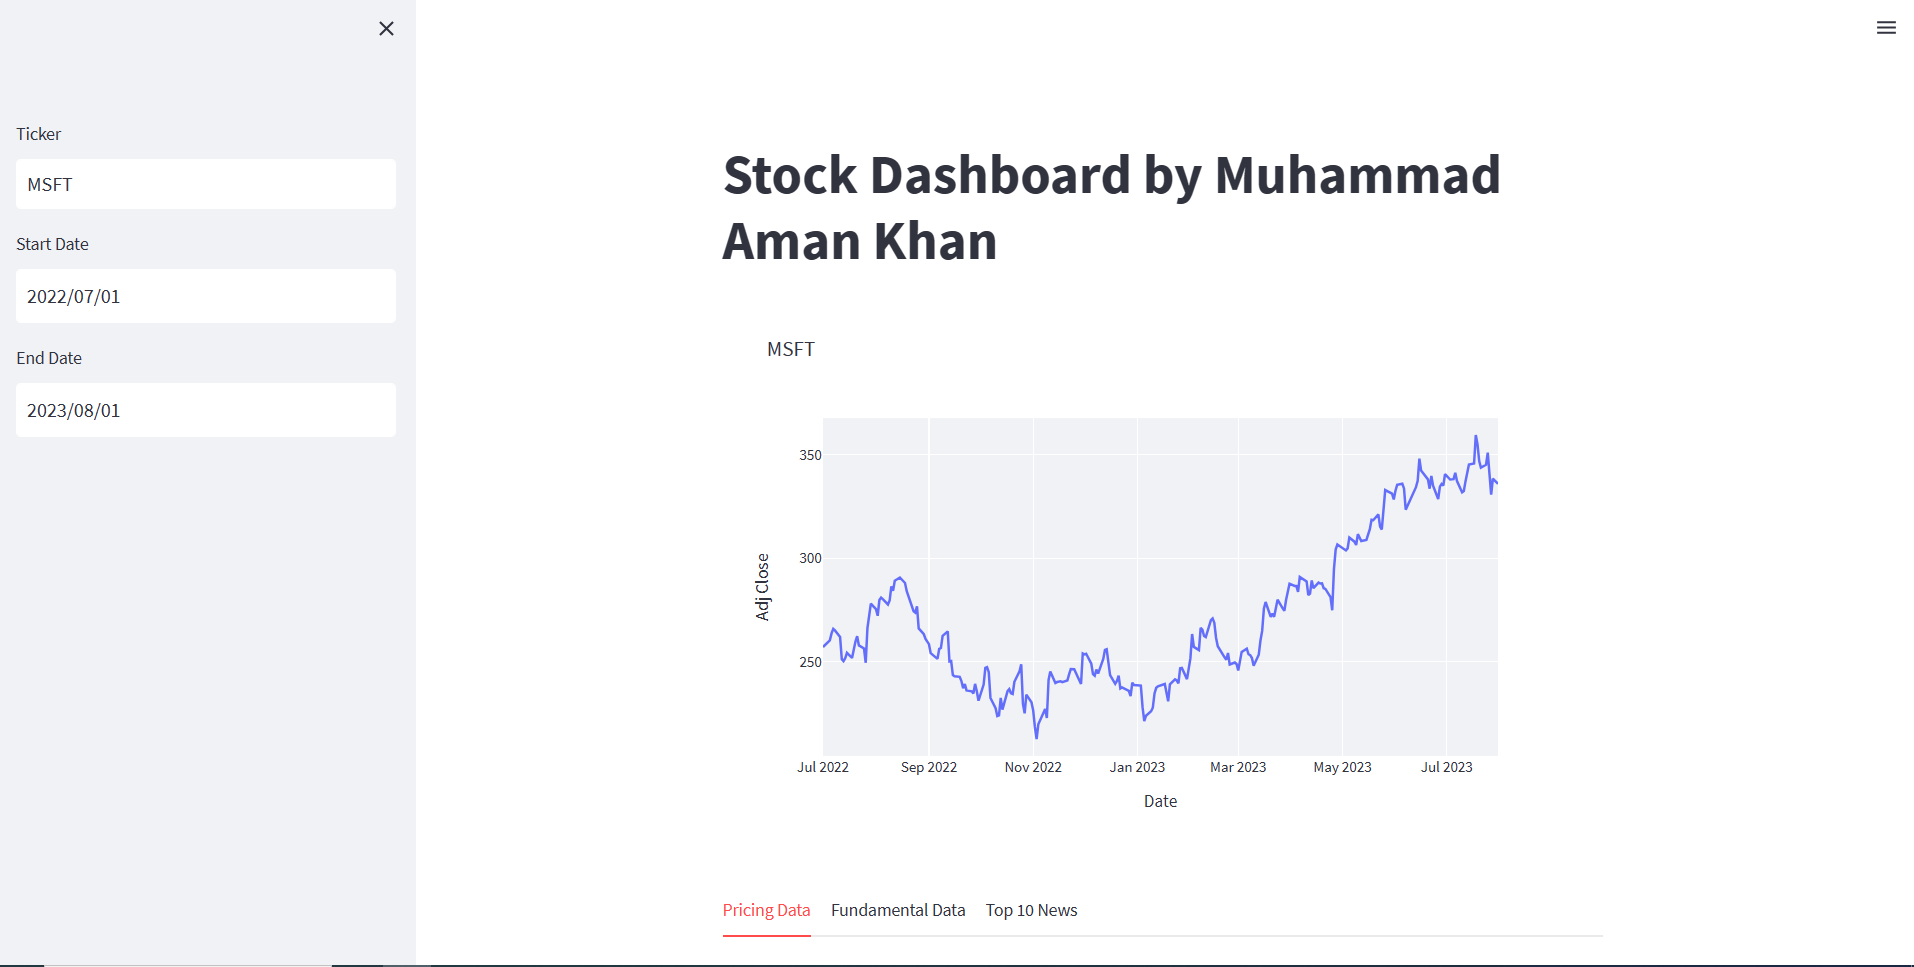 Ticker
MSFT
Start Date
2022/07/01
End Date
2023/08/01
Stock Dashboard by Muhammad
Aman Khan
MSFT
350
300
250
Adj Close
Jul 2022 Sep 2022 Nov 2022 Jan 2023 Mar 2023 May 2023 Jul 2023
Date
Pricing Data Fundamental Data Top 10 News